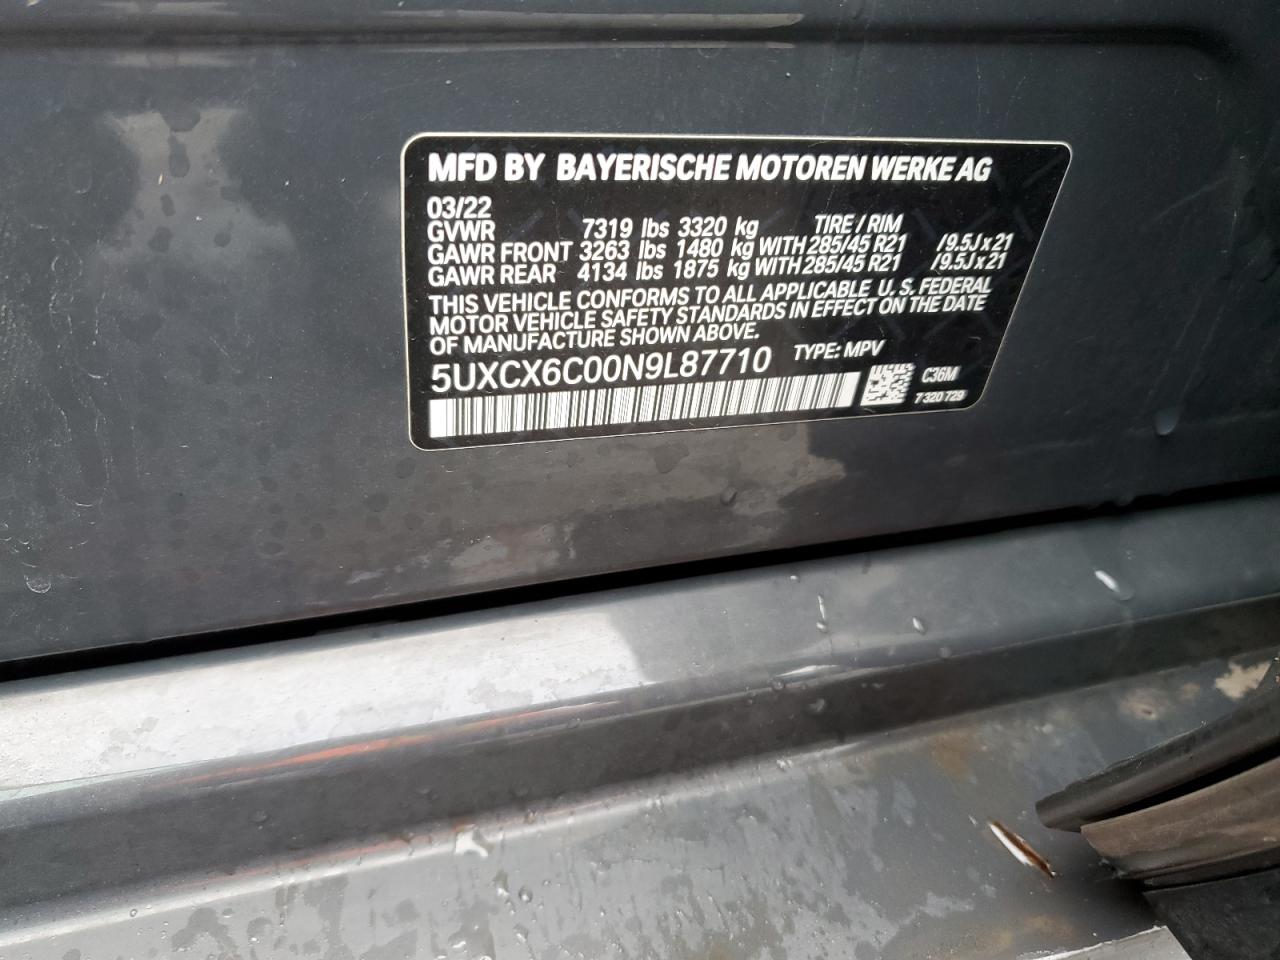 MFD BY BAYERISCHE MOTOREN WERKE AG
03/22
GVWR 7319 lbs 3320 kg TIRE / RIM
GAWR FRONT 3263 lbs 1480 kg WITH 285/45 R21 / 9.5J x 21
GAWR REAR 4134 lbs 1875 kg WITH 285/45 R21 / 9.5J x 21
THIS VEHICLE CONFORMS TO ALL APPLICABLE U. S. FEDERAL
MOTOR VEHICLE SAFETY STANDARDS IN EFFECT ON THE DATE
OF MANUFACTURE SHOWN ABOVE.
5UXCX6C00N9L87710 TYPE: MPV
C36M
7 320 729